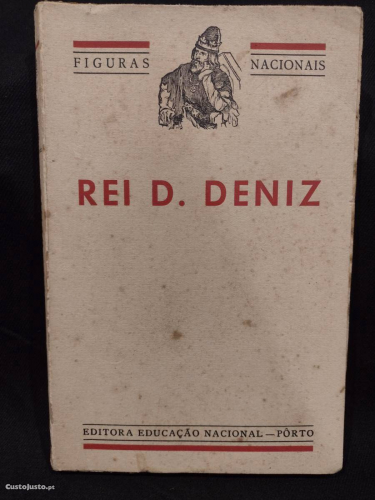 FIGURAS NACIONAIS
REI D. DENIZ
EDITORA EDUCAÇÃO NACIONAL — PÔRTO
CustoJusto.pt